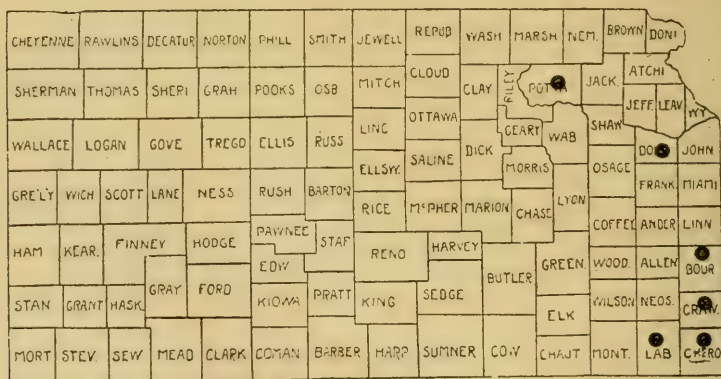 CHEYENNE RAWLINS DECATUR NORTON PHILL SMITH JEWELL REPUB WASH MARSH NEM. BROWN DONI
SHERMAN THOMAS SHERI GRAH POOKS OSB MITCH CLOUD CLAY RILEY JACK. ATCHI
JEFF. LEAV WY
WALLACE LOGAN GOVE TREGO ELLIS RUSS LINC OTTAWA DICK GEARY WAB SHAW JOHN
ELLSW. SALINE MORRIS OSAGE
GRE'LY WICH SCOTT LANE NESS RUSH BARTON RICE McPHER MARION CHASE LYON FRANK MIAMI
HAM KEAR. FINNEY HODGE PAWNEE STAF RENO HARVEY COFFEY ANDER LINN
EDW BUTLER GREEN. WOOD. ALLEN BOUR
STAN GRANT HASK. GRAY FORD KIOWA PRATT KING SEDGE ELK WILSON NEOS. CRAW.
MORT STEV. SEW MEAD CLARK COMAN BARBER HARP SUMNER COW CHAUT MONT. LAB CHERO